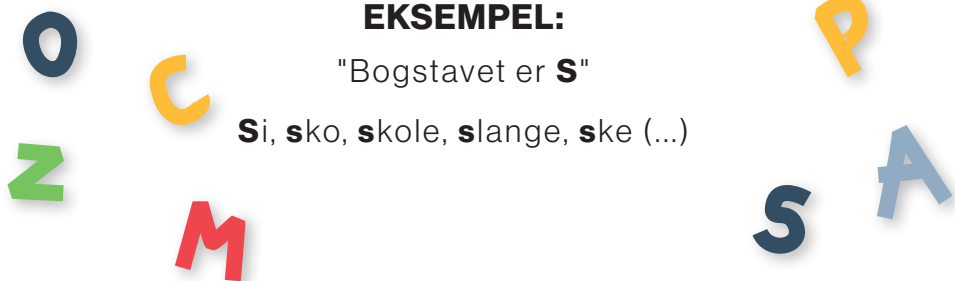 EKSEMPEL:
"Bogstavet er S"
Si, sko, skole, slange, ske (...)
O
C
Z
M
P
A
S